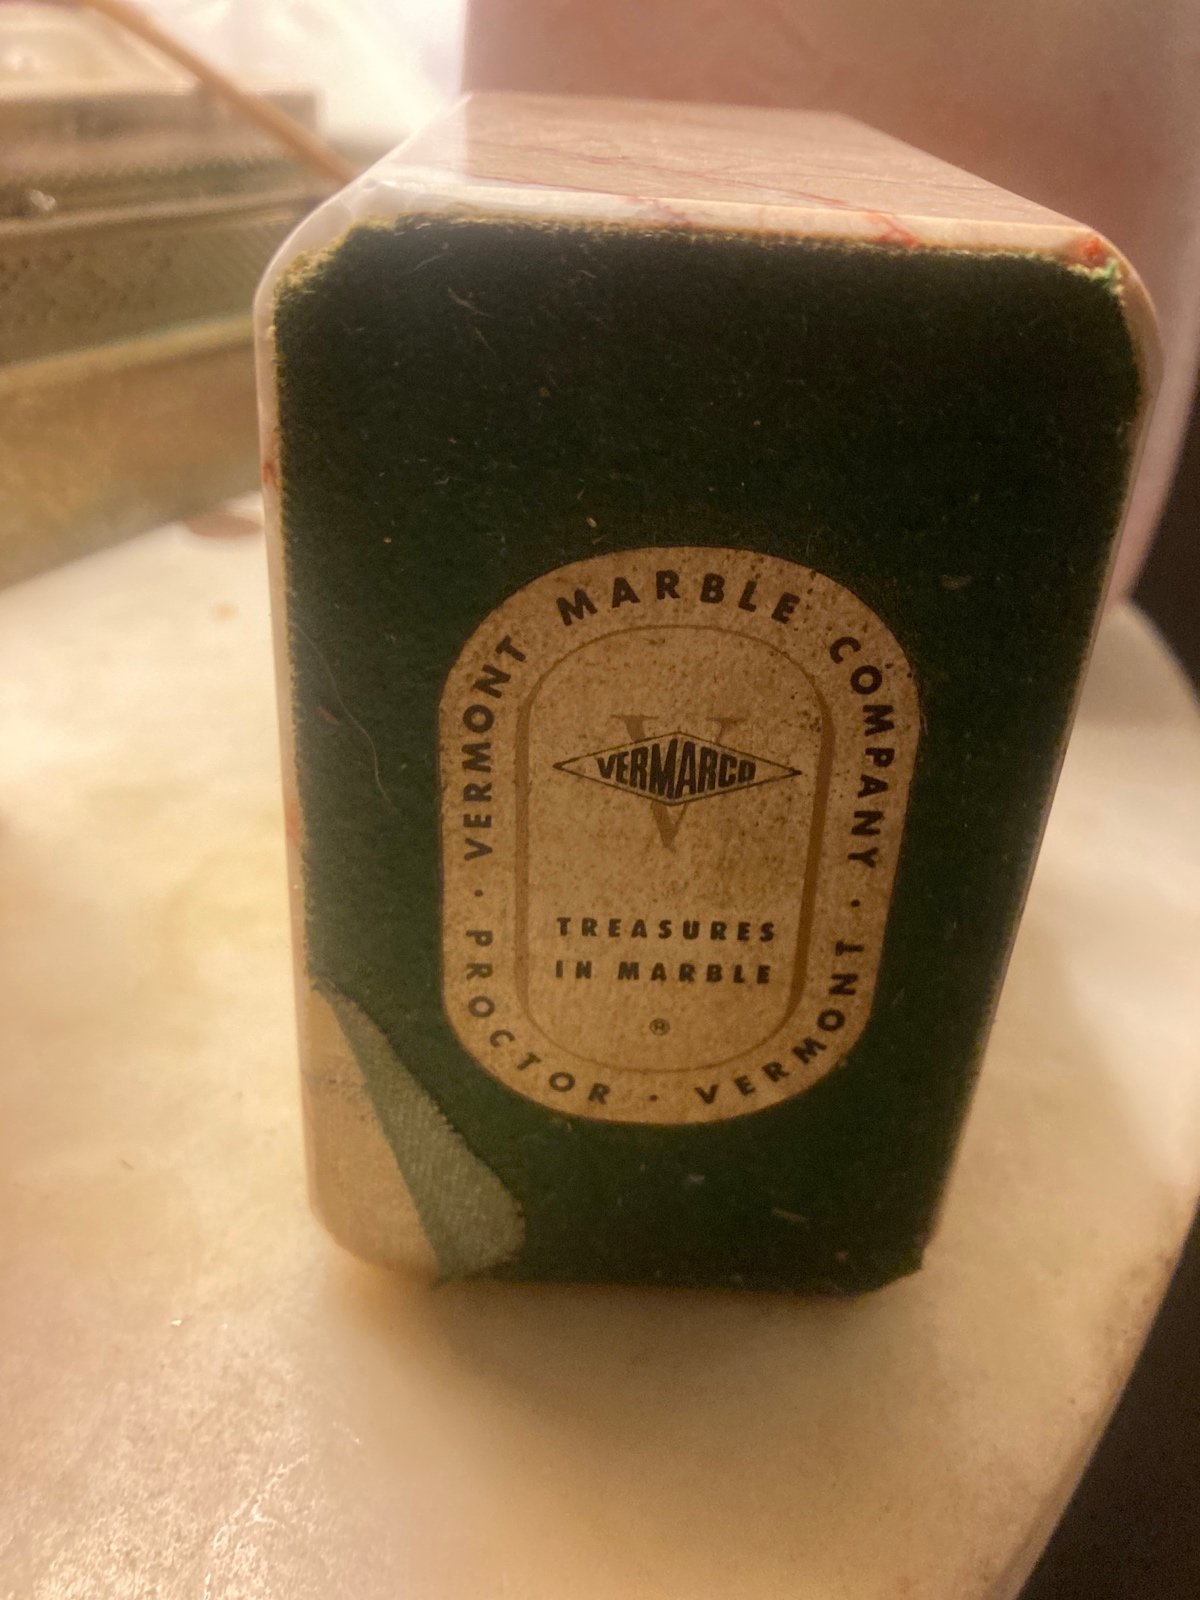 VERMONT MARBLE COMPANY · VERMONT · PROCTOR ·
V
VERMARCO
TREASURES
IN MARBLE
®